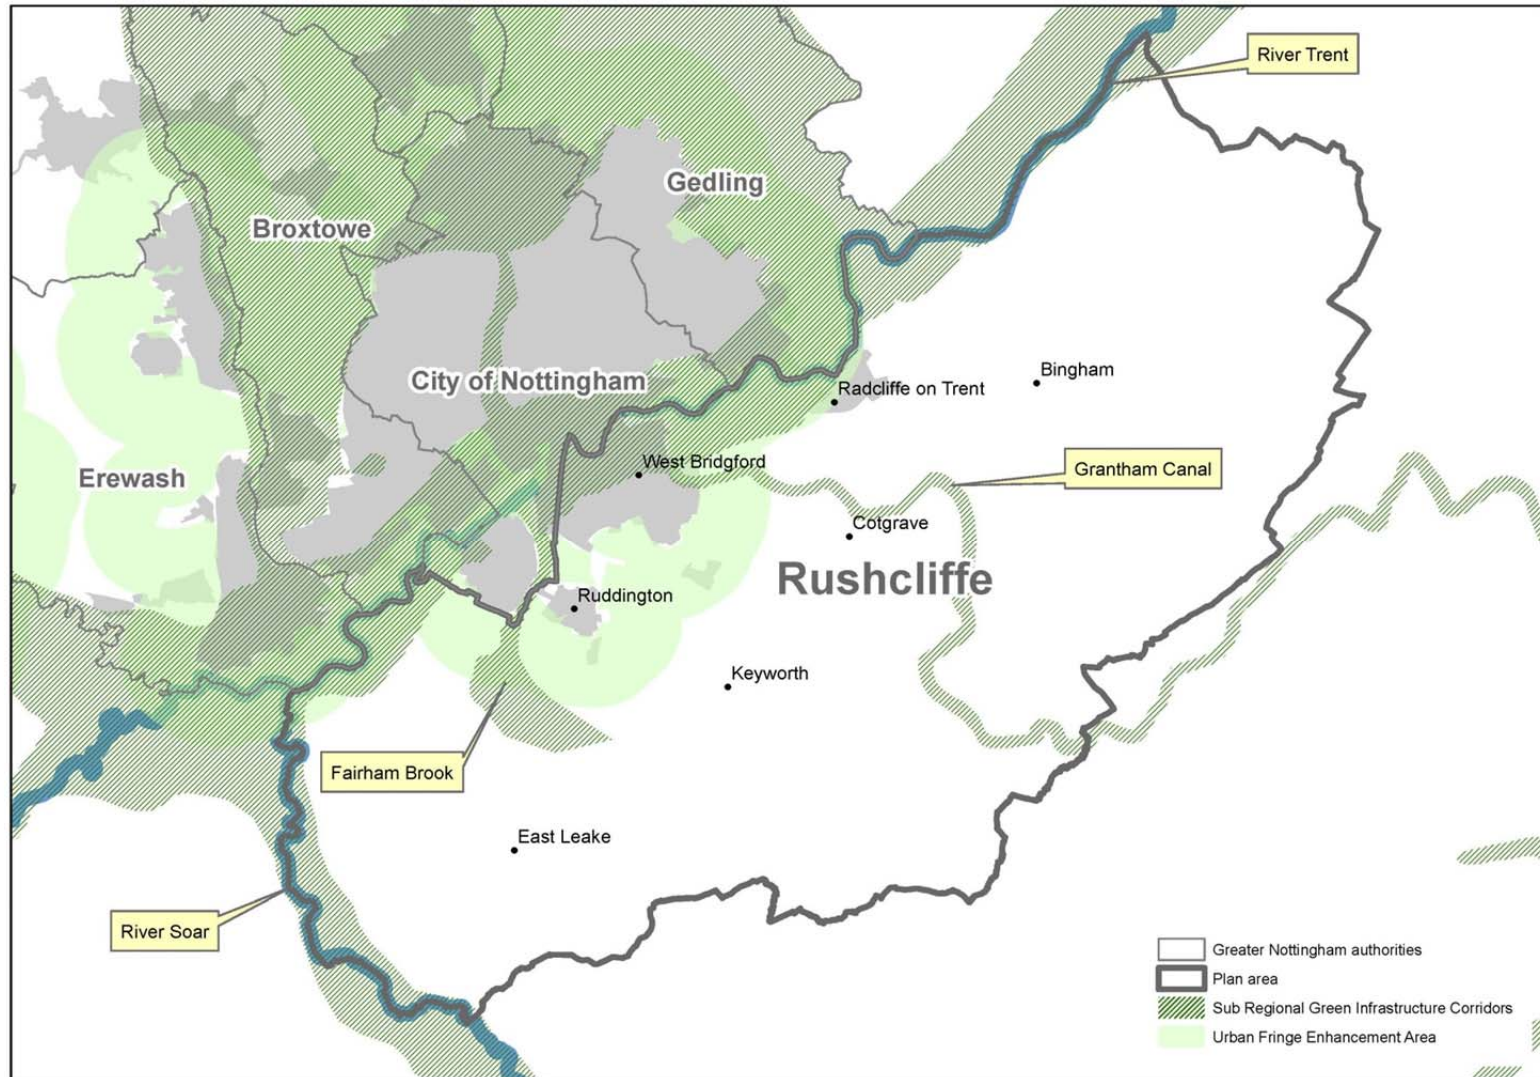 River Trent
Gedling
Broxtowe
Bingham
City of Nottingham
Radcliffe on Trent
West Bridgford
Grantham Canal
Erewash
Cotgrave
Rushcliffe
Ruddington
Keyworth
Fairham Brook
East Leake
River Soar
Greater Nottingham authorities
Plan area
Sub Regional Green Infrastructure Corridors
Urban Fringe Enhancement Area